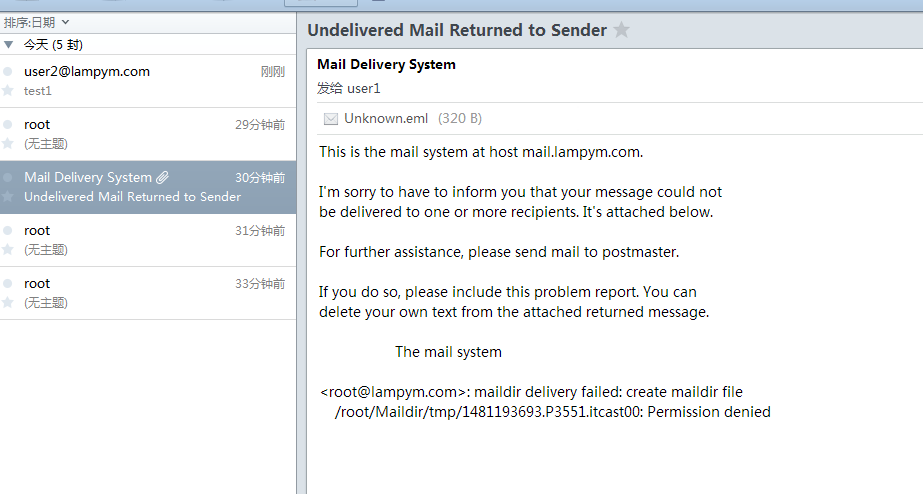 排序:日期
今天 (5 封)
user2@lampym.com 刚刚
test1
root 29分钟前
(无主题)
Mail Delivery System 30分钟前
Undelivered Mail Returned to Sender
root 31分钟前
(无主题)
root 33分钟前
(无主题)
Undelivered Mail Returned to Sender
Mail Delivery System
发给 user1
Unknown.eml (320 B)
This is the mail system at host mail.lampym.com.
I'm sorry to have to inform you that your message could not
be delivered to one or more recipients. It's attached below.
For further assistance, please send mail to postmaster.
If you do so, please include this problem report. You can
delete your own text from the attached returned message.
The mail system
<root@lampym.com>: maildir delivery failed: create maildir file
/root/Maildir/tmp/1481193693.P3551.itcast00: Permission denied